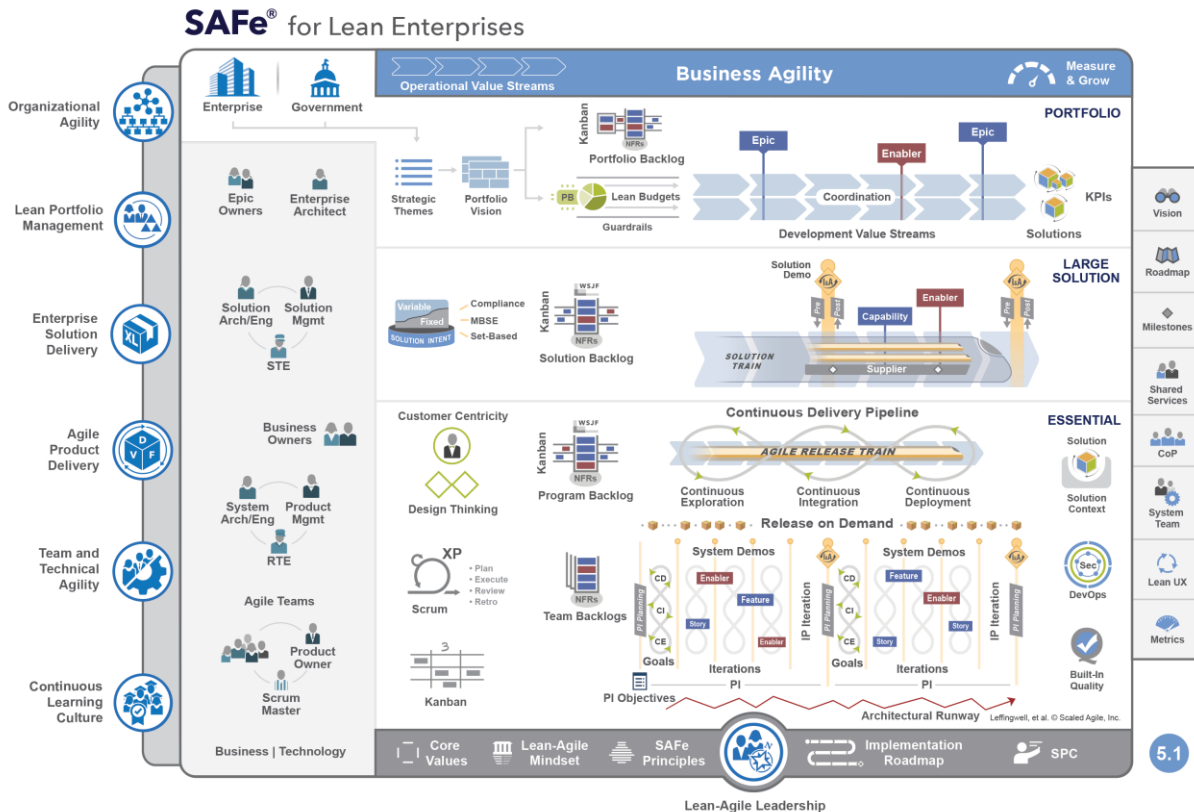 SAFe® for Lean Enterprises
Organizational
Agility
Lean Portfolio
Management
Enterprise
Solution
Delivery
Agile
Product
Delivery
Team and
Technical
Agility
Continuous
Learning
Culture
XL
D
V F
Enterprise
Government
Operational Value Streams
Business Agility
Measure
& Grow
PORTFOLIO
Epic
Owners
Enterprise
Architect
Strategic
Themes
Portfolio
Vision
Kanban
NFRs
Portfolio Backlog
PB
Lean Budgets
Guardrails
Epic
Enabler
Epic
Coordination
Development Value Streams
KPIs
Solutions
LARGE
SOLUTION
Solution
Arch/Eng
Solution
Mgmt
STE
Variable
Fixed
SOLUTION INTENT
Compliance
MBSE
Set-Based
Kanban
WSJF
NFRs
Solution Backlog
Solution
Demo
I&A
Pre
Post
Capability
Enabler
I&A
Pre
Post
SOLUTION
TRAIN
Supplier
ESSENTIAL
Business
Owners
System
Arch/Eng
Product
Mgmt
RTE
Customer Centricity
Design Thinking
Kanban
WSJF
NFRs
Program Backlog
Continuous Delivery Pipeline
AGILE RELEASE TRAIN
Continuous
Exploration
Continuous
Integration
Continuous
Deployment
Solution
Solution
Context
Release on Demand
Agile Teams
Product
Owner
Scrum
Master
Business | Technology
XP
• Plan
• Execute
• Review
• Retro
Scrum
3
Kanban
NFRs
Team Backlogs
System Demos
System Demos
PI Planning
CD
CI
CE
Goals
Enabler
Feature
Story
Enabler
Iterations
IP Iteration
I&A
PI Planning
CD
CI
CE
Goals
Feature
Enabler
Story
Story
Iterations
IP Iteration
I&A
PI Planning
PI
PI
PI Objectives
Architectural Runway
Leffingwell, et al. © Scaled Agile, Inc.
Sec
DevOps
Built-In
Quality
Vision
Roadmap
Milestones
Shared
Services
CoP
System
Team
Lean UX
Metrics
Core
Values
Lean-Agile
Mindset
SAFe
Principles
N
Implementation
Roadmap
SPC
5.1
Lean-Agile Leadership